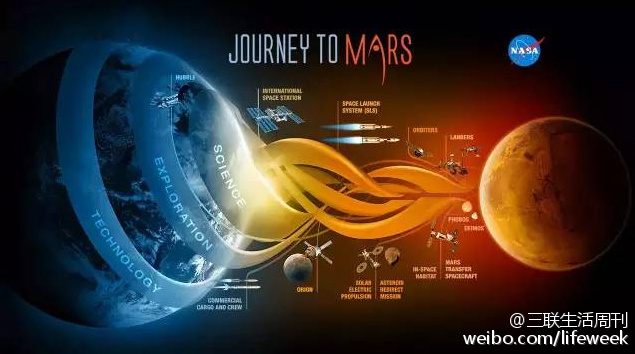 JOURNEY TO MARS
NASA
HUBBLE
INTERNATIONAL
SPACE STATION
SPACE LAUNCH
SYSTEM (SLS)
ORBITERS
LANDERS
SCIENCE
EXPLORATION
TECHNOLOGY
PHOBOS
DEIMOS
COMMERCIAL
CARGO AND CREW
ORION
SOLAR
ELECTRIC
PROPULSION
ASTEROID
REDIRECT
MISSION
IN-SPACE
HABITAT
MARS
TRANSFER
SPACECRAFT
@三联生活周刊
weibo.com/lifeweek